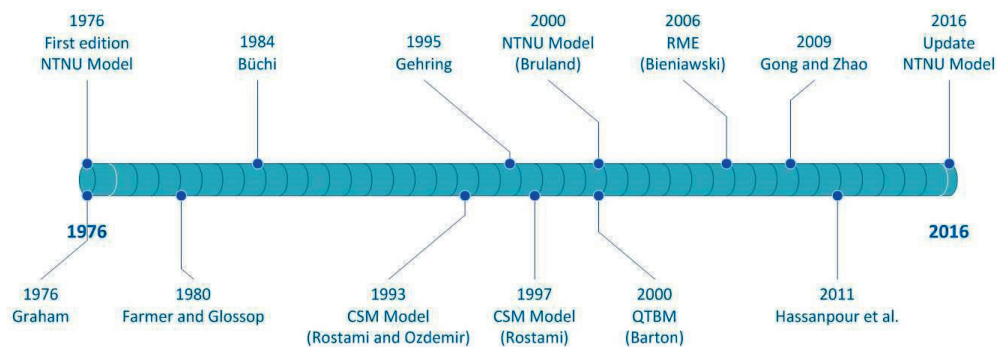 1976
First edition
NTNU Model
1984
Büchi
1995
Gehring
2000
NTNU Model
(Bruland)
2006
RME
(Bieniawski)
2009
Gong and Zhao
2016
Update
NTNU Model
1976
2016
1976
Graham
1980
Farmer and Glossop
1993
CSM Model
(Rostami and Ozdemir)
1997
CSM Model
(Rostami)
2000
QTBM
(Barton)
2011
Hassanpour et al.